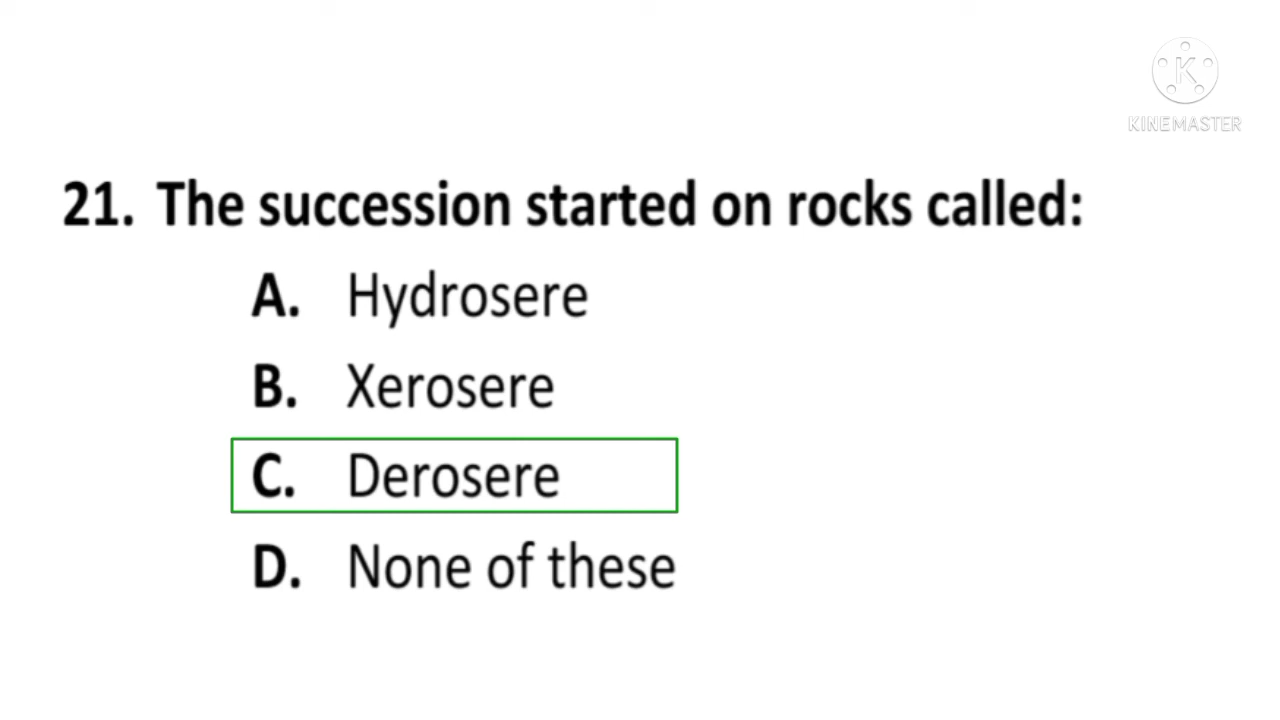 K
KINEMASTER
21. The succession started on rocks called:
A. Hydrosere
B. Xerosere
C. Derosere
D. None of these